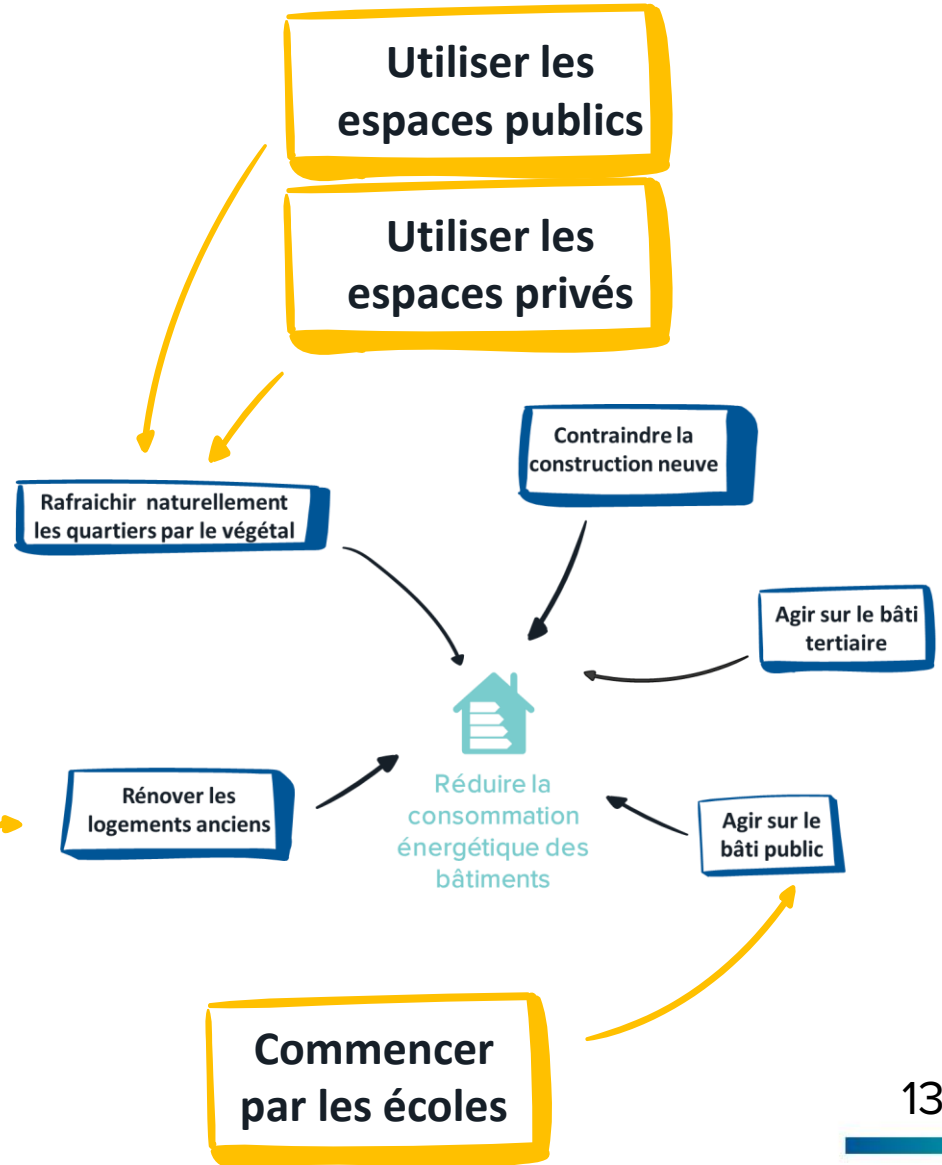 Utiliser les
espaces publics
Utiliser les
espaces privés
Contraindre la
construction neuve
Rafraichir naturellement
les quartiers par le végétal
Agir sur le bâti
tertiaire
Réduire la
consommation
énergétique des
bâtiments
Rénover les
logements anciens
Agir sur le
bâti public
Commencer
par les écoles
13